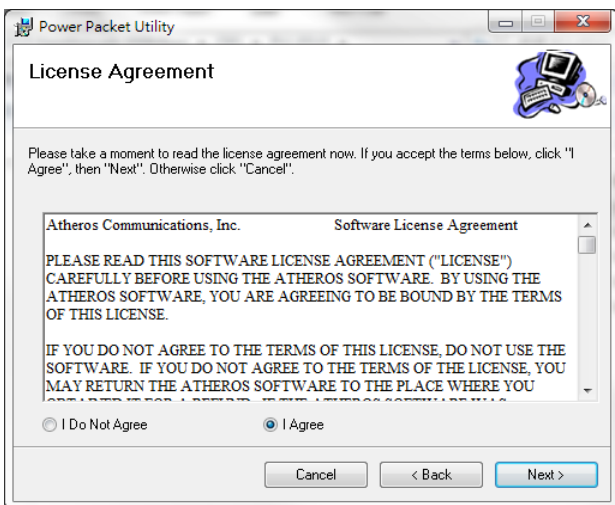 Power Packet Utility
License Agreement
Please take a moment to read the license agreement now. If you accept the terms below, click "I
Agree", then "Next". Otherwise click "Cancel".
Atheros Communications, Inc. Software License Agreement
PLEASE READ THIS SOFTWARE LICENSE AGREEMENT ("LICENSE")
CAREFULLY BEFORE USING THE ATHEROS SOFTWARE. BY USING THE
ATHEROS SOFTWARE, YOU ARE AGREEING TO BE BOUND BY THE TERMS
OF THIS LICENSE.
IF YOU DO NOT AGREE TO THE TERMS OF THIS LICENSE, DO NOT USE THE
SOFTWARE. IF YOU DO NOT AGREE TO THE TERMS OF THE LICENSE, YOU
MAY RETURN THE ATHEROS SOFTWARE TO THE PLACE WHERE YOU
I Do Not Agree I Agree
Cancel < Back Next >